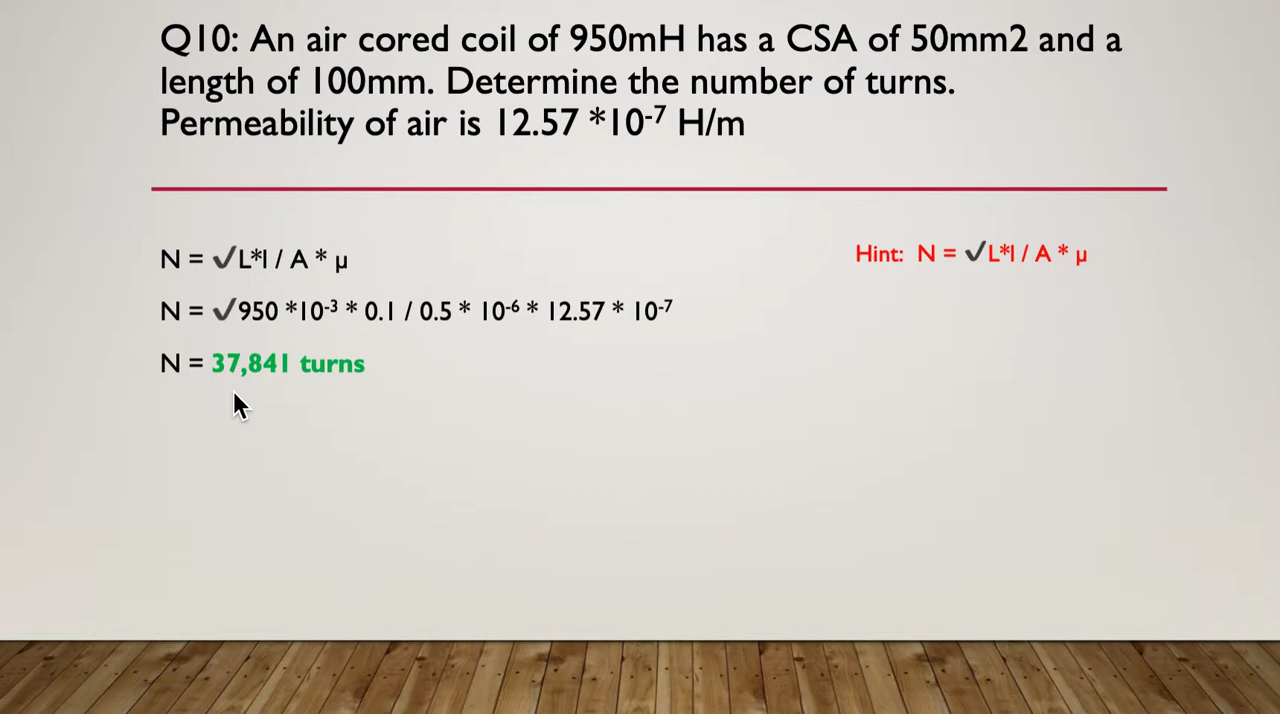 Q10: An air cored coil of 950mH has a CSA of 50mm2 and a
length of 100mm. Determine the number of turns.
Permeability of air is 12.57 *10⁻⁷ H/m
N = ✓L*l / A * μ
Hint: N = ✓L*l / A * μ
N = ✓950 *10⁻³ * 0.1 / 0.5 * 10⁻⁶ * 12.57 * 10⁻⁷
N = 37,841 turns